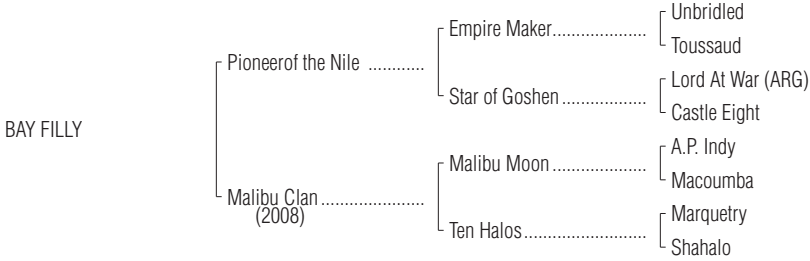 Unbridled
Empire Maker....................
Toussaud
Pioneerof the Nile ............
Lord At War (ARG)
Star of Goshen ..................
Castle Eight
BAY FILLY
A.P. Indy
Malibu Moon ....................
Macoumba
Malibu Clan ......................
(2008)
Marquetry
Ten Halos..........................
Shahalo